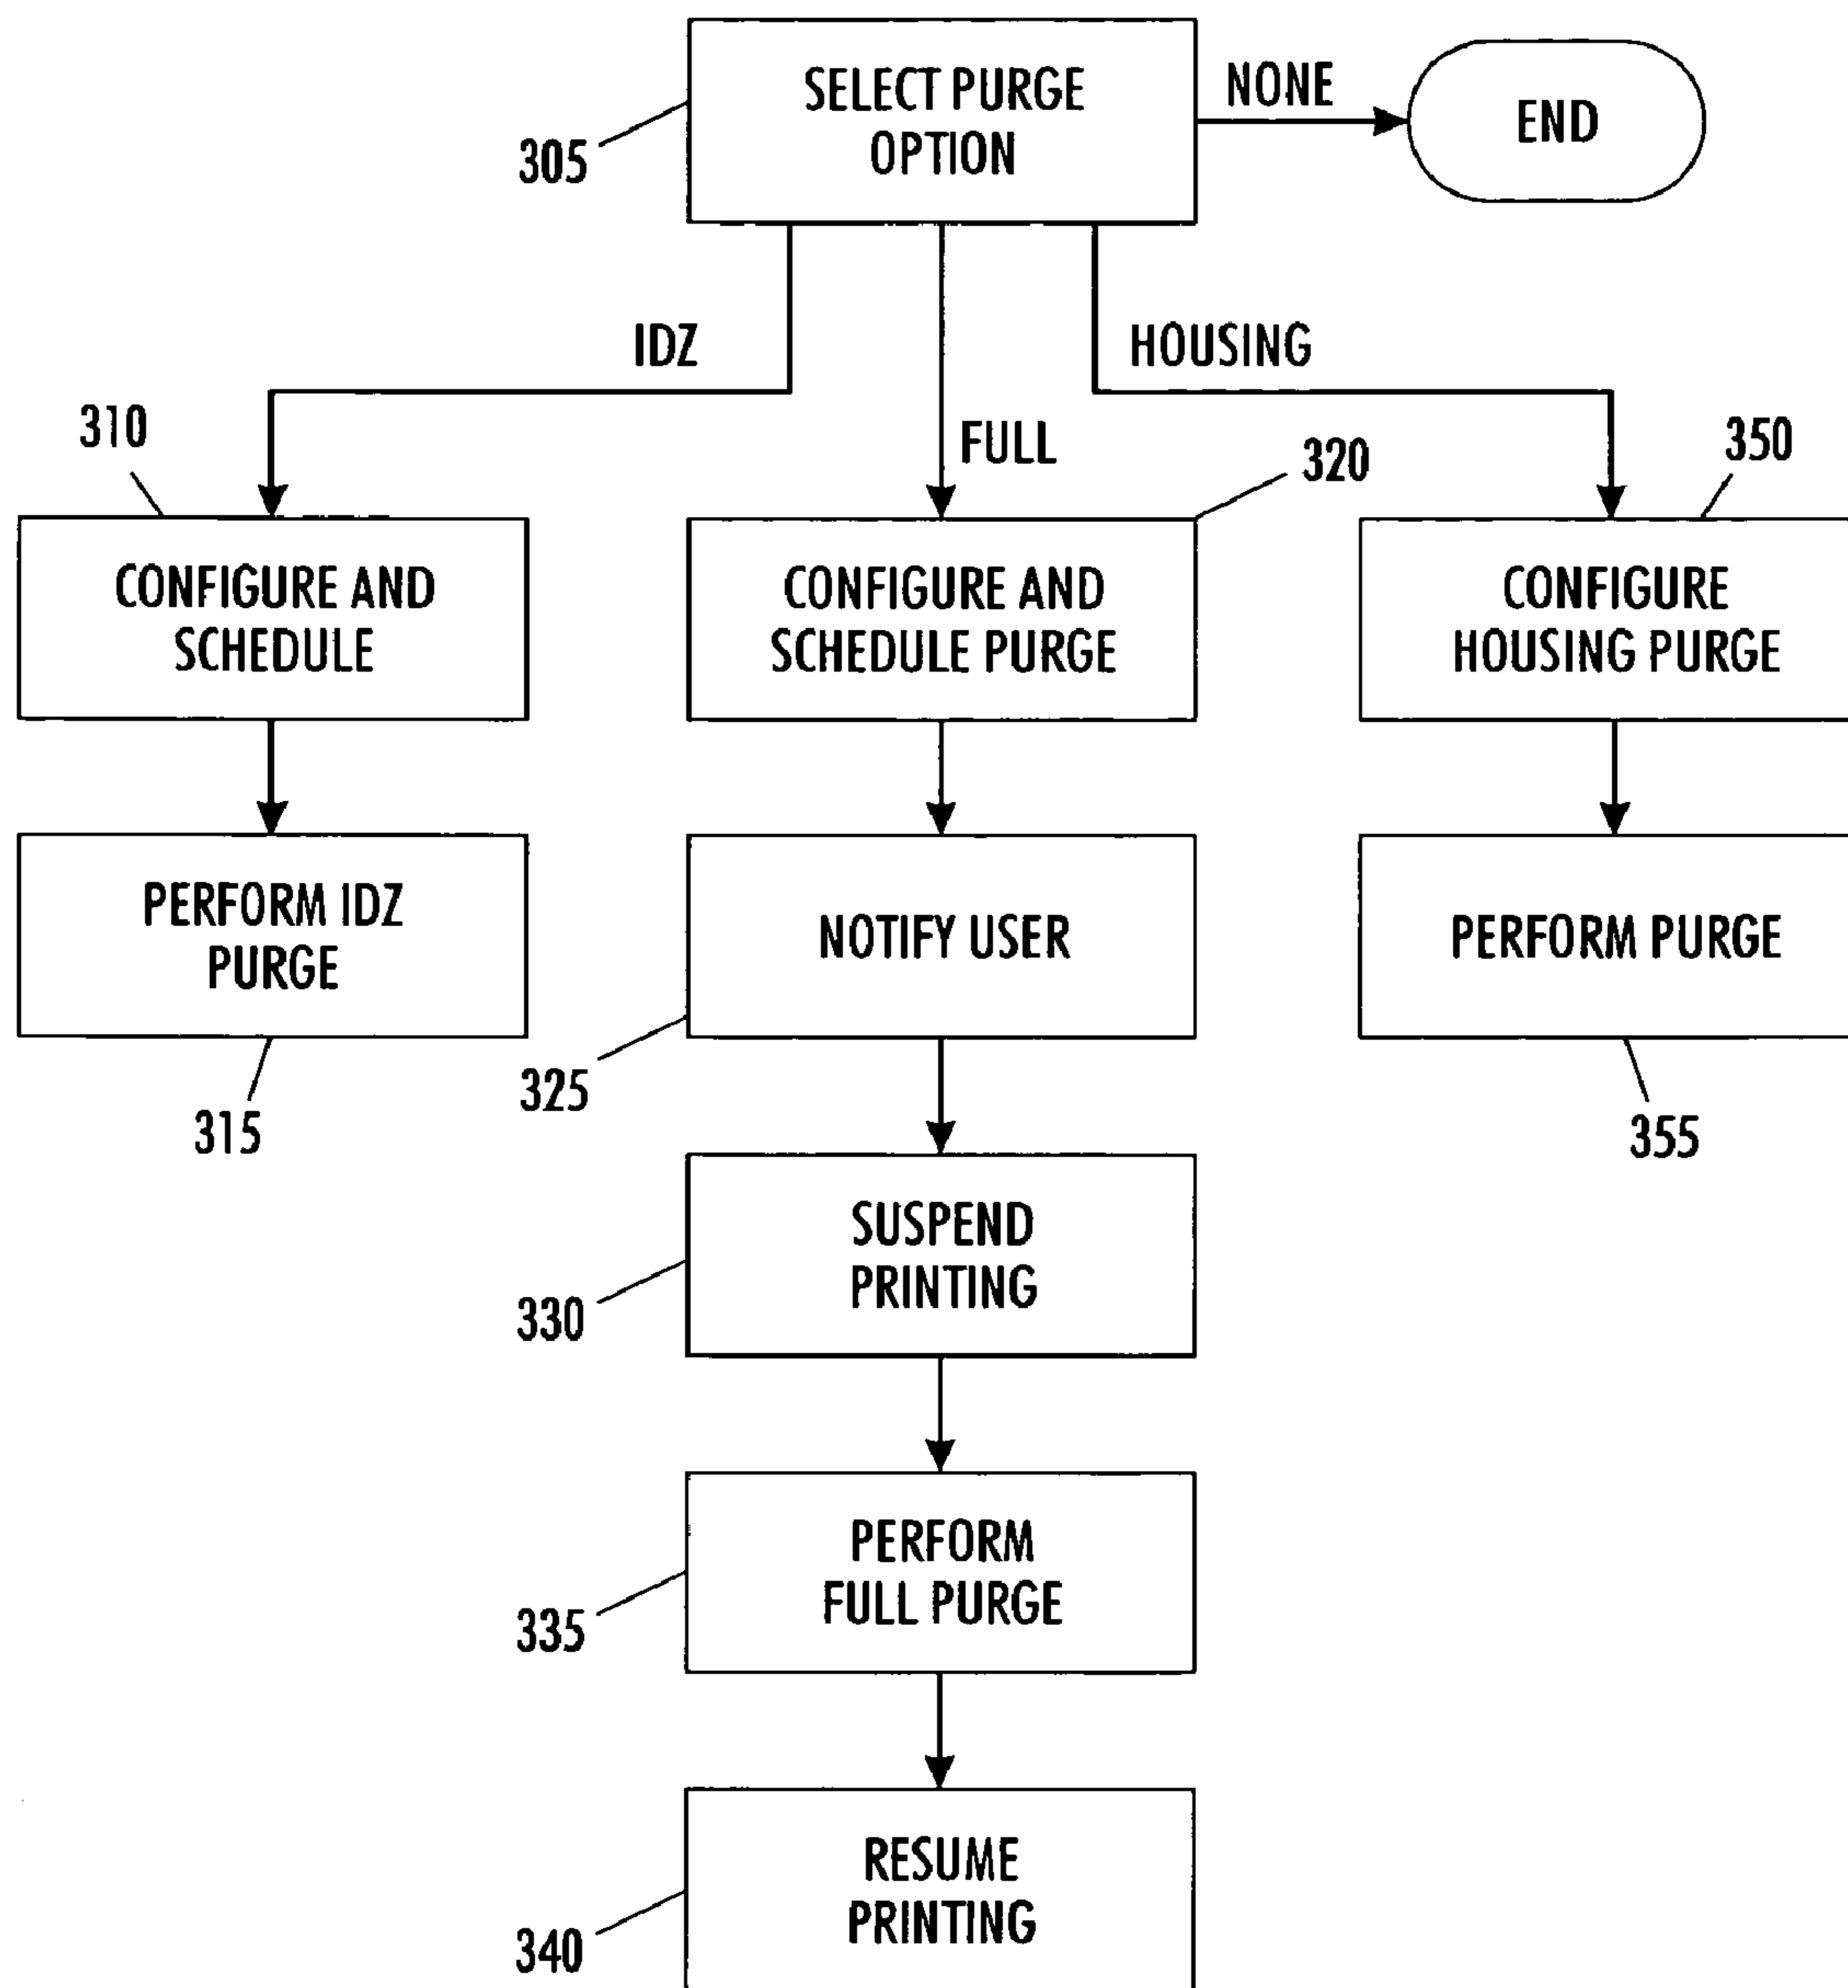 SELECT PURGE
OPTION
305
NONE
END
IDZ
FULL
HOUSING
310
320
350
CONFIGURE AND
SCHEDULE
CONFIGURE AND
SCHEDULE PURGE
CONFIGURE
HOUSING PURGE
PERFORM IDZ
PURGE
315
NOTIFY USER
325
PERFORM PURGE
355
SUSPEND
PRINTING
330
PERFORM
FULL PURGE
335
RESUME
PRINTING
340